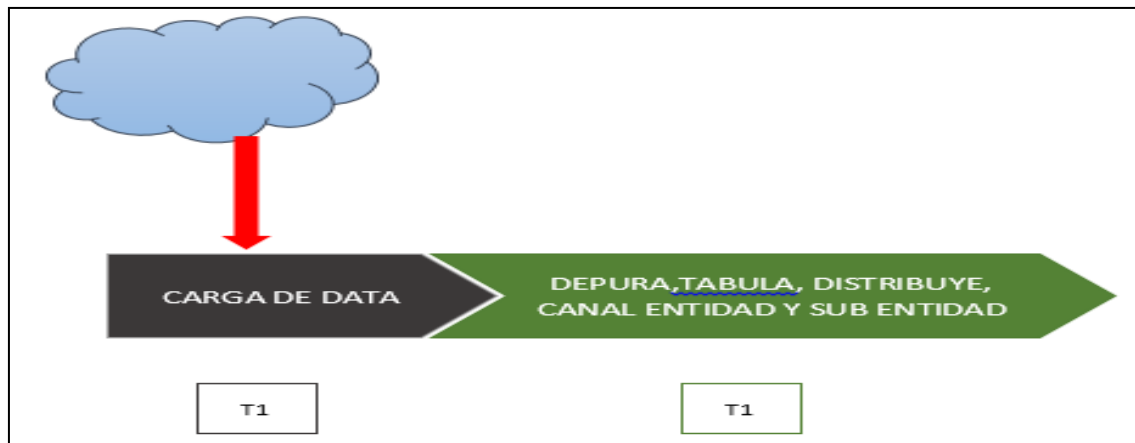 CARGA DE DATA
DEPURA,TABULA, DISTRIBUYE,
CANAL ENTIDAD Y SUB ENTIDAD
T1
T1